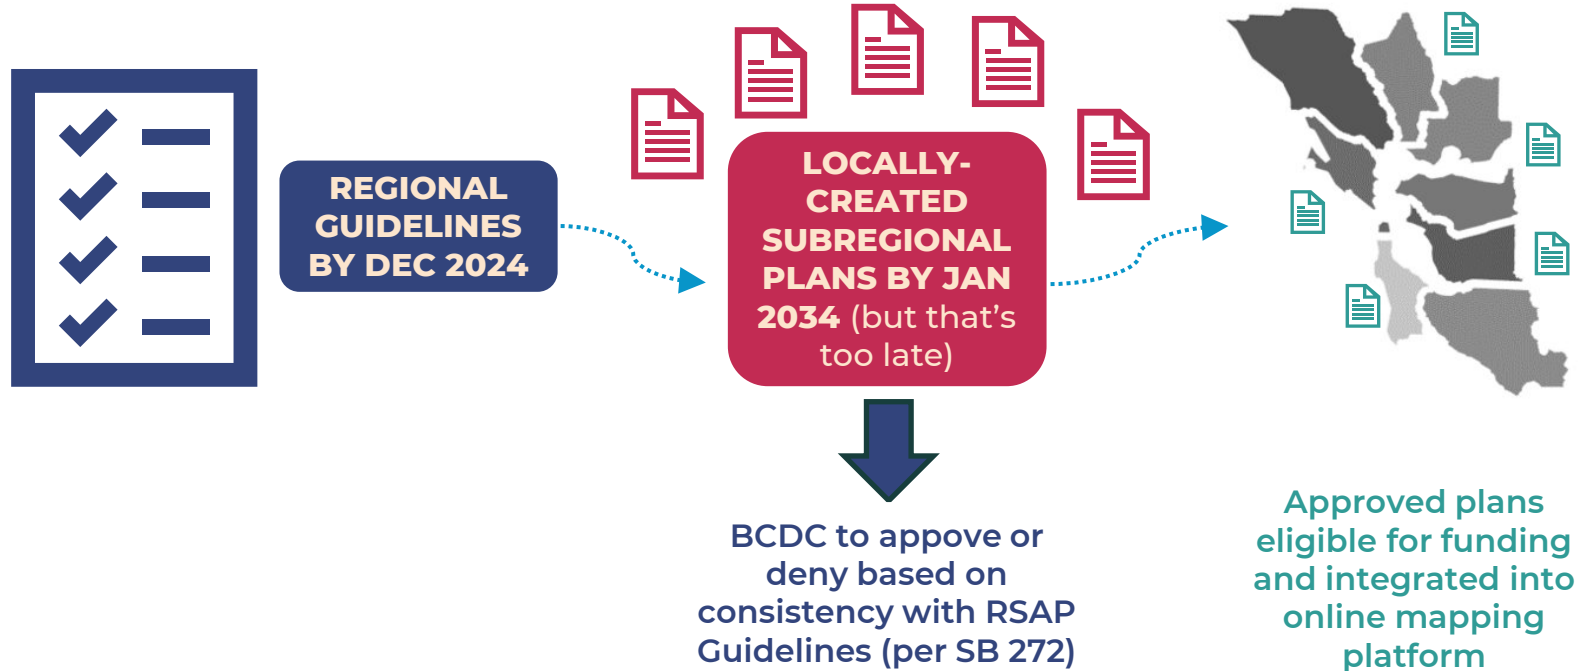 REGIONAL
GUIDELINES
BY DEC 2024
LOCALLY-
CREATED
SUBREGIONAL
PLANS BY JAN
2034 (but that’s
too late)
BCDC to appove or
deny based on
consistency with RSAP
Guidelines (per SB 272)
Approved plans
eligible for funding
and integrated into
online mapping
platform